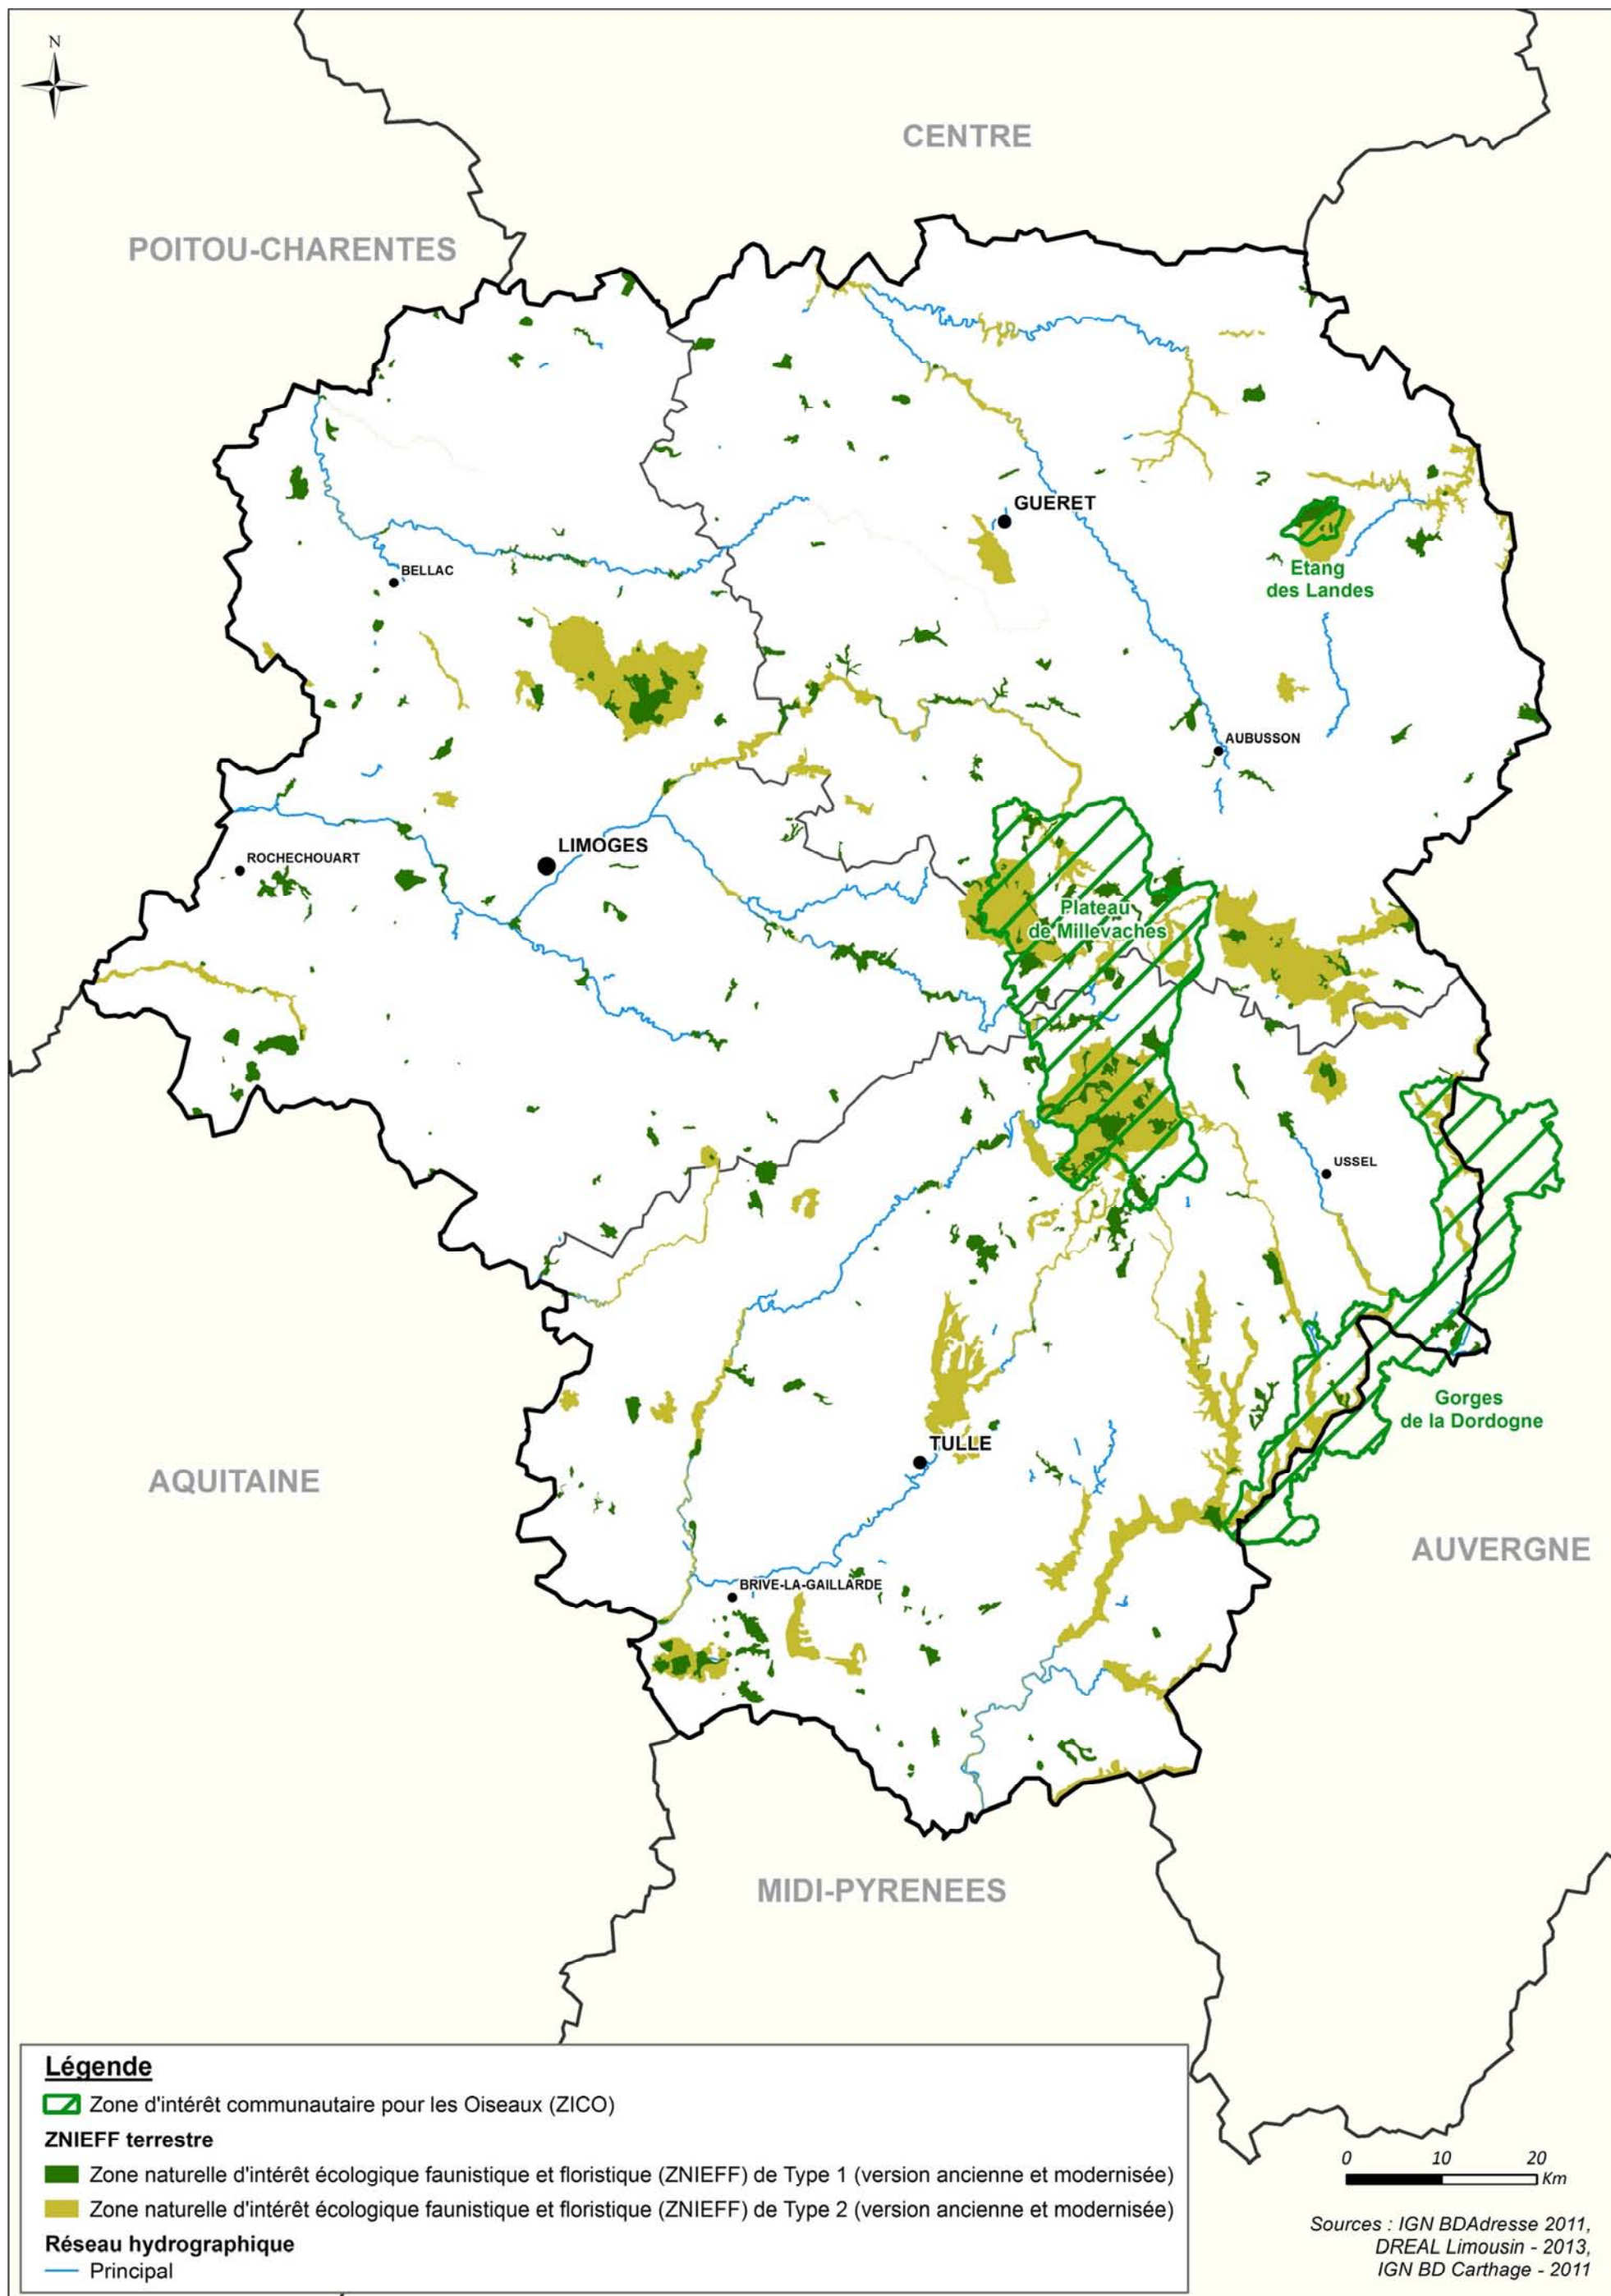 N
CENTRE
POITOU-CHARENTES
GUERET
BELLAC
Etang
des Landes
AUBUSSON
LIMOGES
ROCHECHOUART
Plateau
de Millevaches
USSEL
Gorges
de la Dordogne
TULLE
AQUITAINE
AUVERGNE
BRIVE-LA-GAILLARDE
MIDI-PYRENEES
Légende
Zone d'intérêt communautaire pour les Oiseaux (ZICO)
ZNIEFF terrestre
Zone naturelle d'intérêt écologique faunistique et floristique (ZNIEFF) de Type 1 (version ancienne et modernisée)
Zone naturelle d'intérêt écologique faunistique et floristique (ZNIEFF) de Type 2 (version ancienne et modernisée)
Réseau hydrographique
Principal
0 10 20
Km
Sources : IGN BDAdresse 2011,
DREAL Limousin - 2013,
IGN BD Carthage - 2011